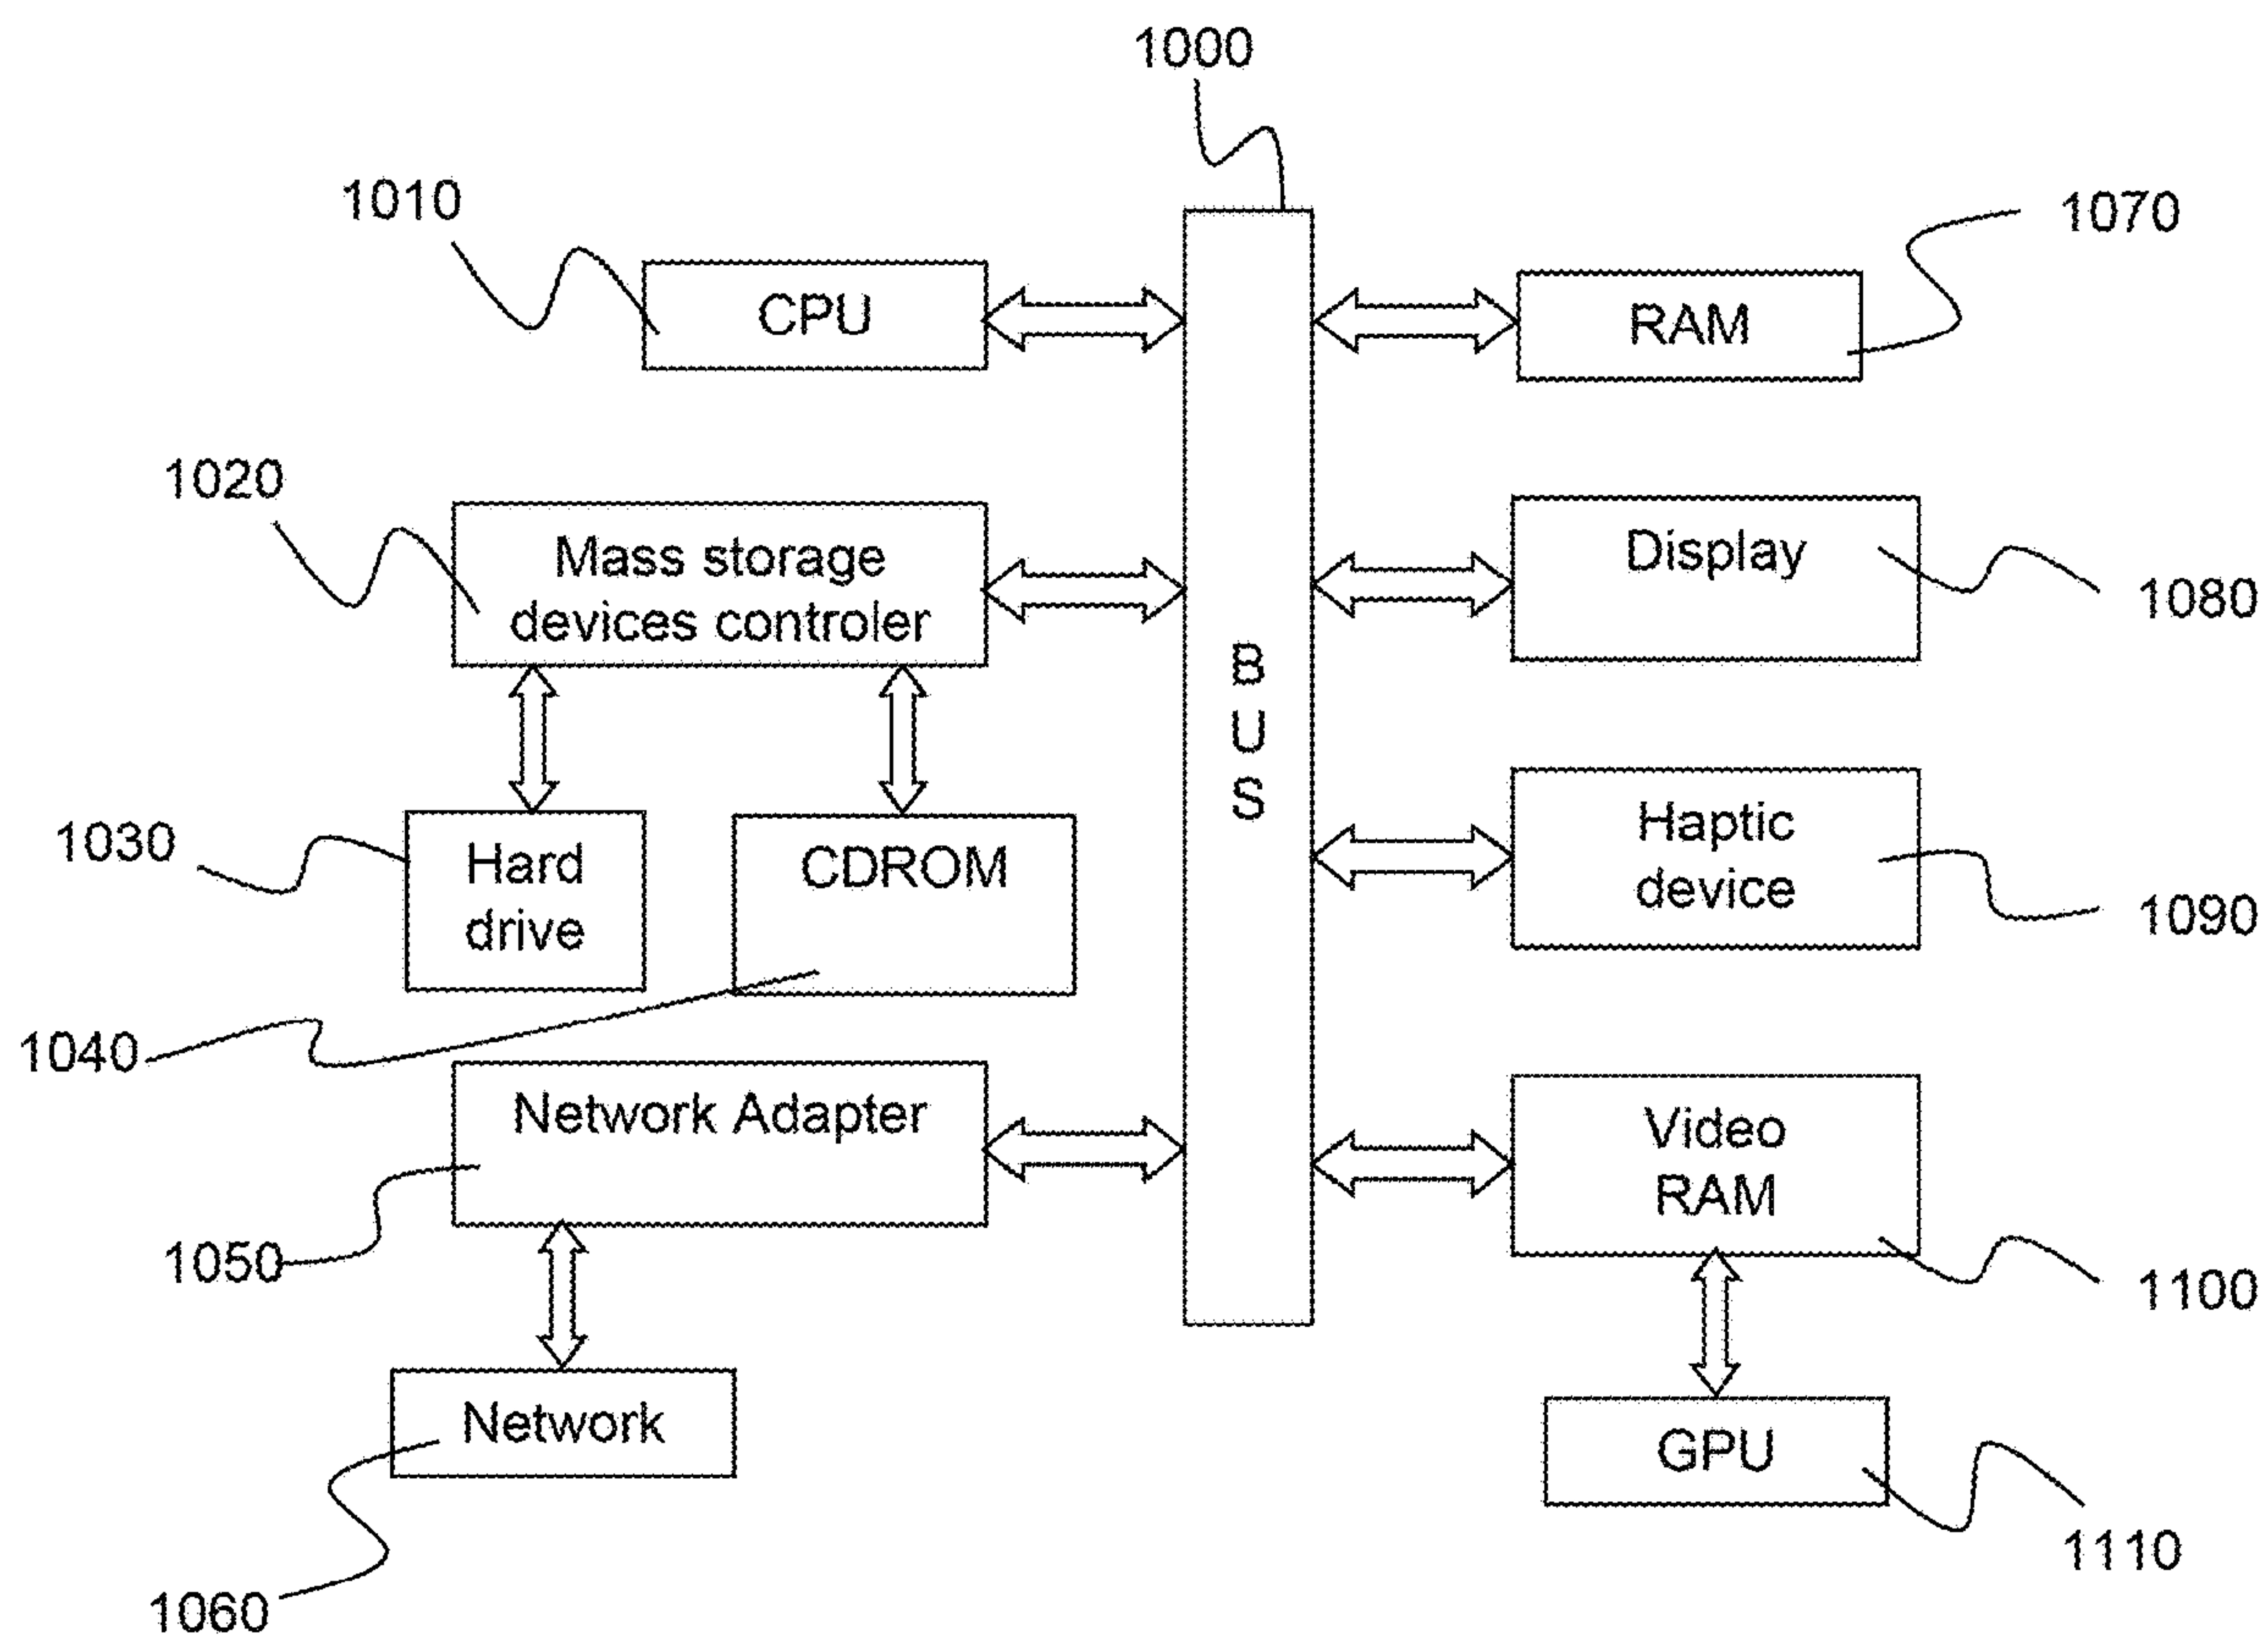 1000
1010
CPU
RAM
1070
1020
Mass storage
devices controler
Display
1080
B
U
S
1030
Hard
drive
CDROM
Haptic
device
1090
1040
Network Adapter
1050
Video
RAM
1100
Network
1060
GPU
1110